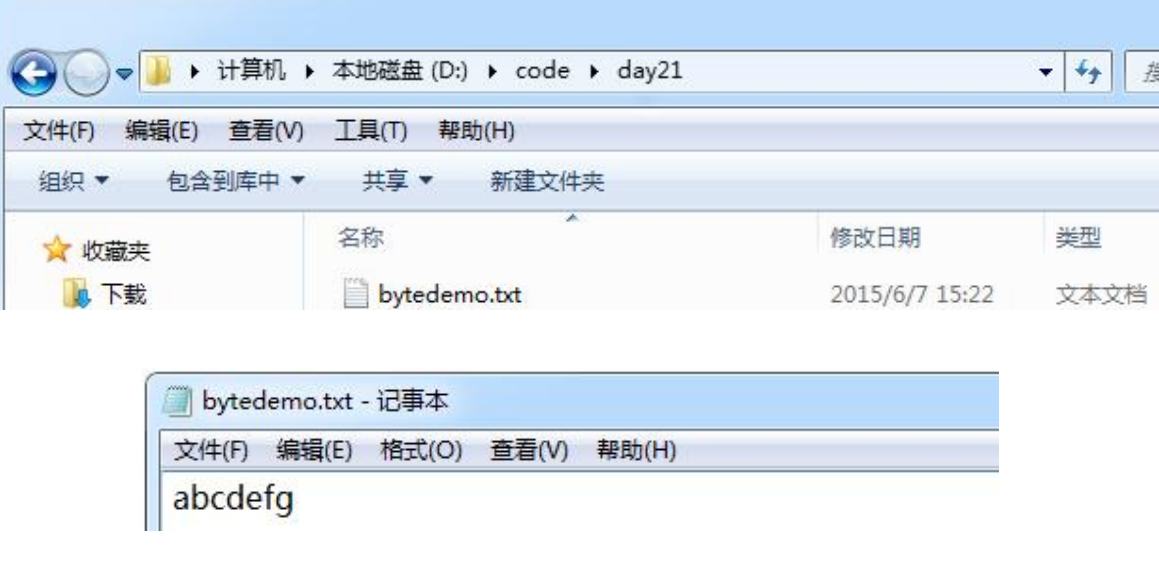 计算机 本地磁盘 (D:) code day21
文件(F) 编辑(E) 查看(V) 工具(T) 帮助(H)
组织 包含到库中 共享 新建文件夹
收藏夹 名称 修改日期 类型
下载 bytedemo.txt 2015/6/7 15:22 文本文档
bytedemo.txt - 记事本
文件(F) 编辑(E) 格式(O) 查看(V) 帮助(H)
abcdefg